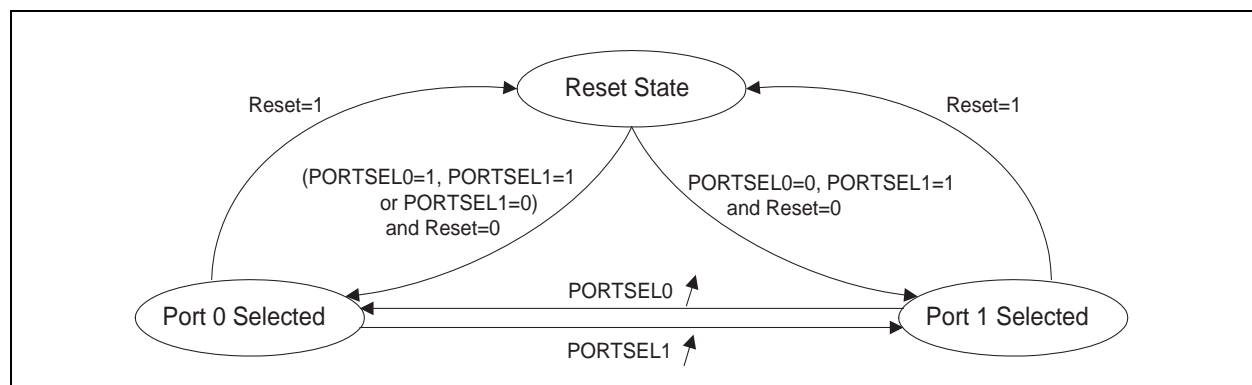 Reset State
Reset=1
Reset=1
(PORTSEL0=1, PORTSEL1=1
or PORTSEL1=0)
and Reset=0
PORTSEL0=0, PORTSEL1=1
and Reset=0
PORTSEL0
Port 0 Selected
Port 1 Selected
PORTSEL1